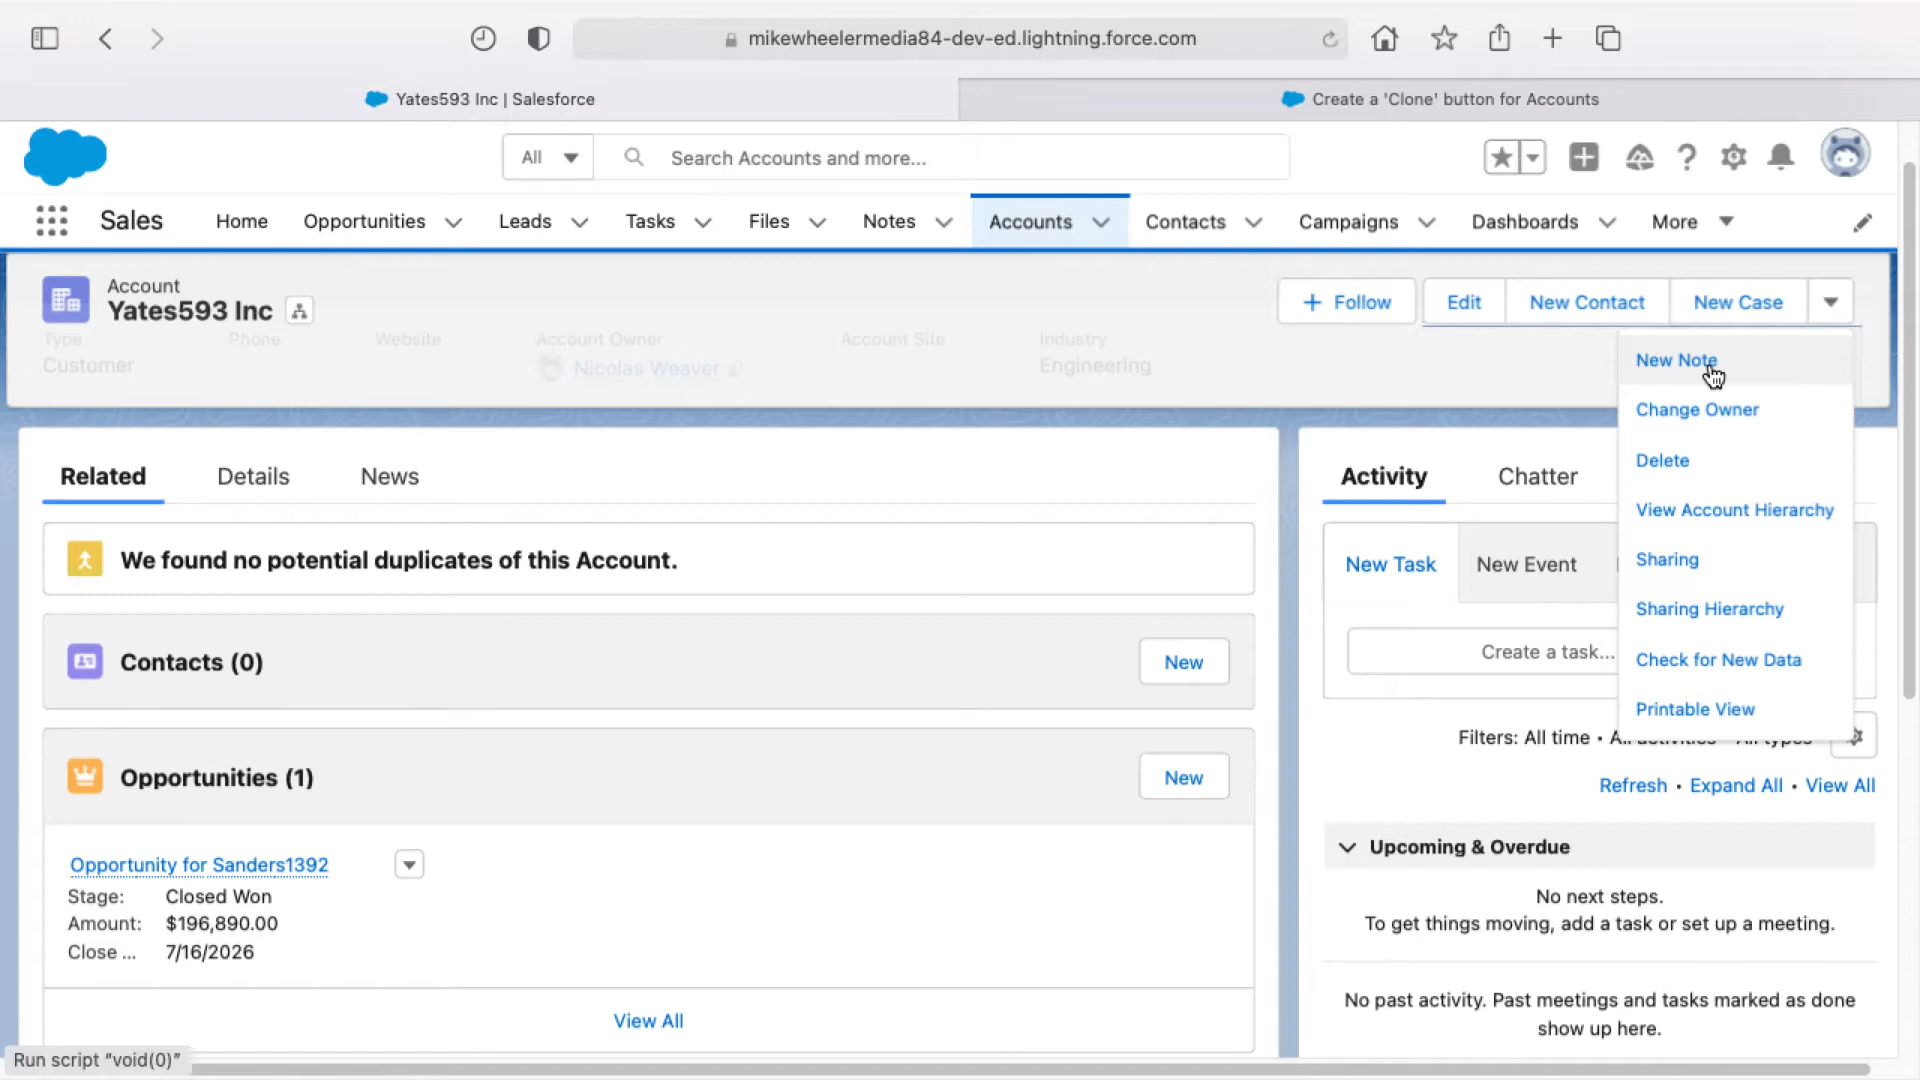 mikewheelermedia84-dev-ed.lightning.force.com
Yates593 Inc | Salesforce
Create a 'Clone' button for Accounts
All
Search Accounts and more...
Sales
Home
Opportunities
Leads
Tasks
Files
Notes
Accounts
Contacts
Campaigns
Dashboards
More
Account
Yates593 Inc
Follow
Edit
New Contact
New Case
Type
Phone
Website
Account Owner
Account Site
Industry
Customer
Nicolas Weaver
Engineering
New Note
Change Owner
Delete
View Account Hierarchy
Sharing
Sharing Hierarchy
Check for New Data
Printable View
Related
Details
News
We found no potential duplicates of this Account.
Contacts (0)
New
Opportunities (1)
New
Opportunity for Sanders1392
Stage: Closed Won
Amount: $196,890.00
Close ... 7/16/2026
View All
Activity
Chatter
New Task
New Event
Create a task...
Filters: All time • All activities • All types
Refresh • Expand All • View All
Upcoming & Overdue
No next steps.
To get things moving, add a task or set up a meeting.
No past activity. Past meetings and tasks marked as done
show up here.
Run script "void(0)"